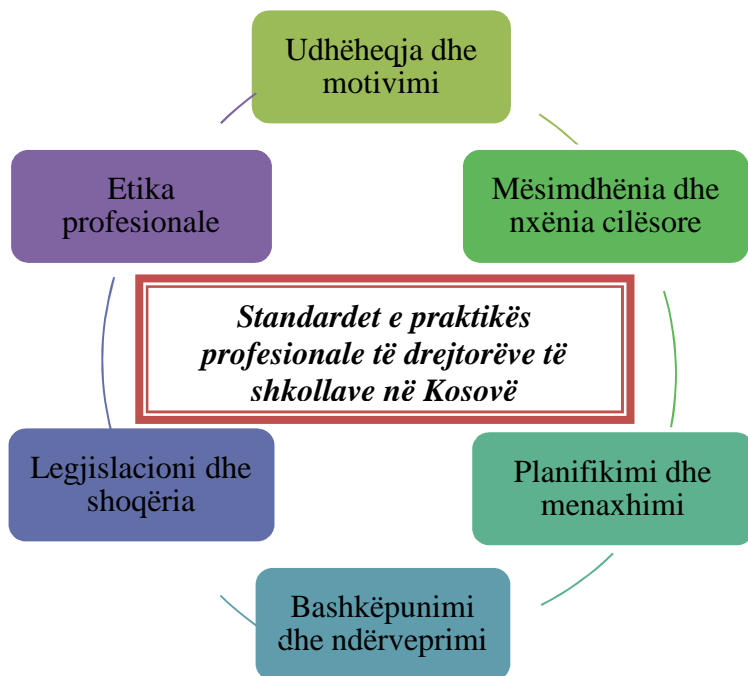 Udhëheqja dhe
motivimi
Mësimdhënia dhe
nxënia cilësore
Planifikimi dhe
menaxhimi
Bashkëpunimi
dhe ndërveprimi
Legjislacioni dhe
shoqëria
Etika
profesionale
Standardet e praktikës
profesionale të drejtorëve të
shkollave në Kosovë